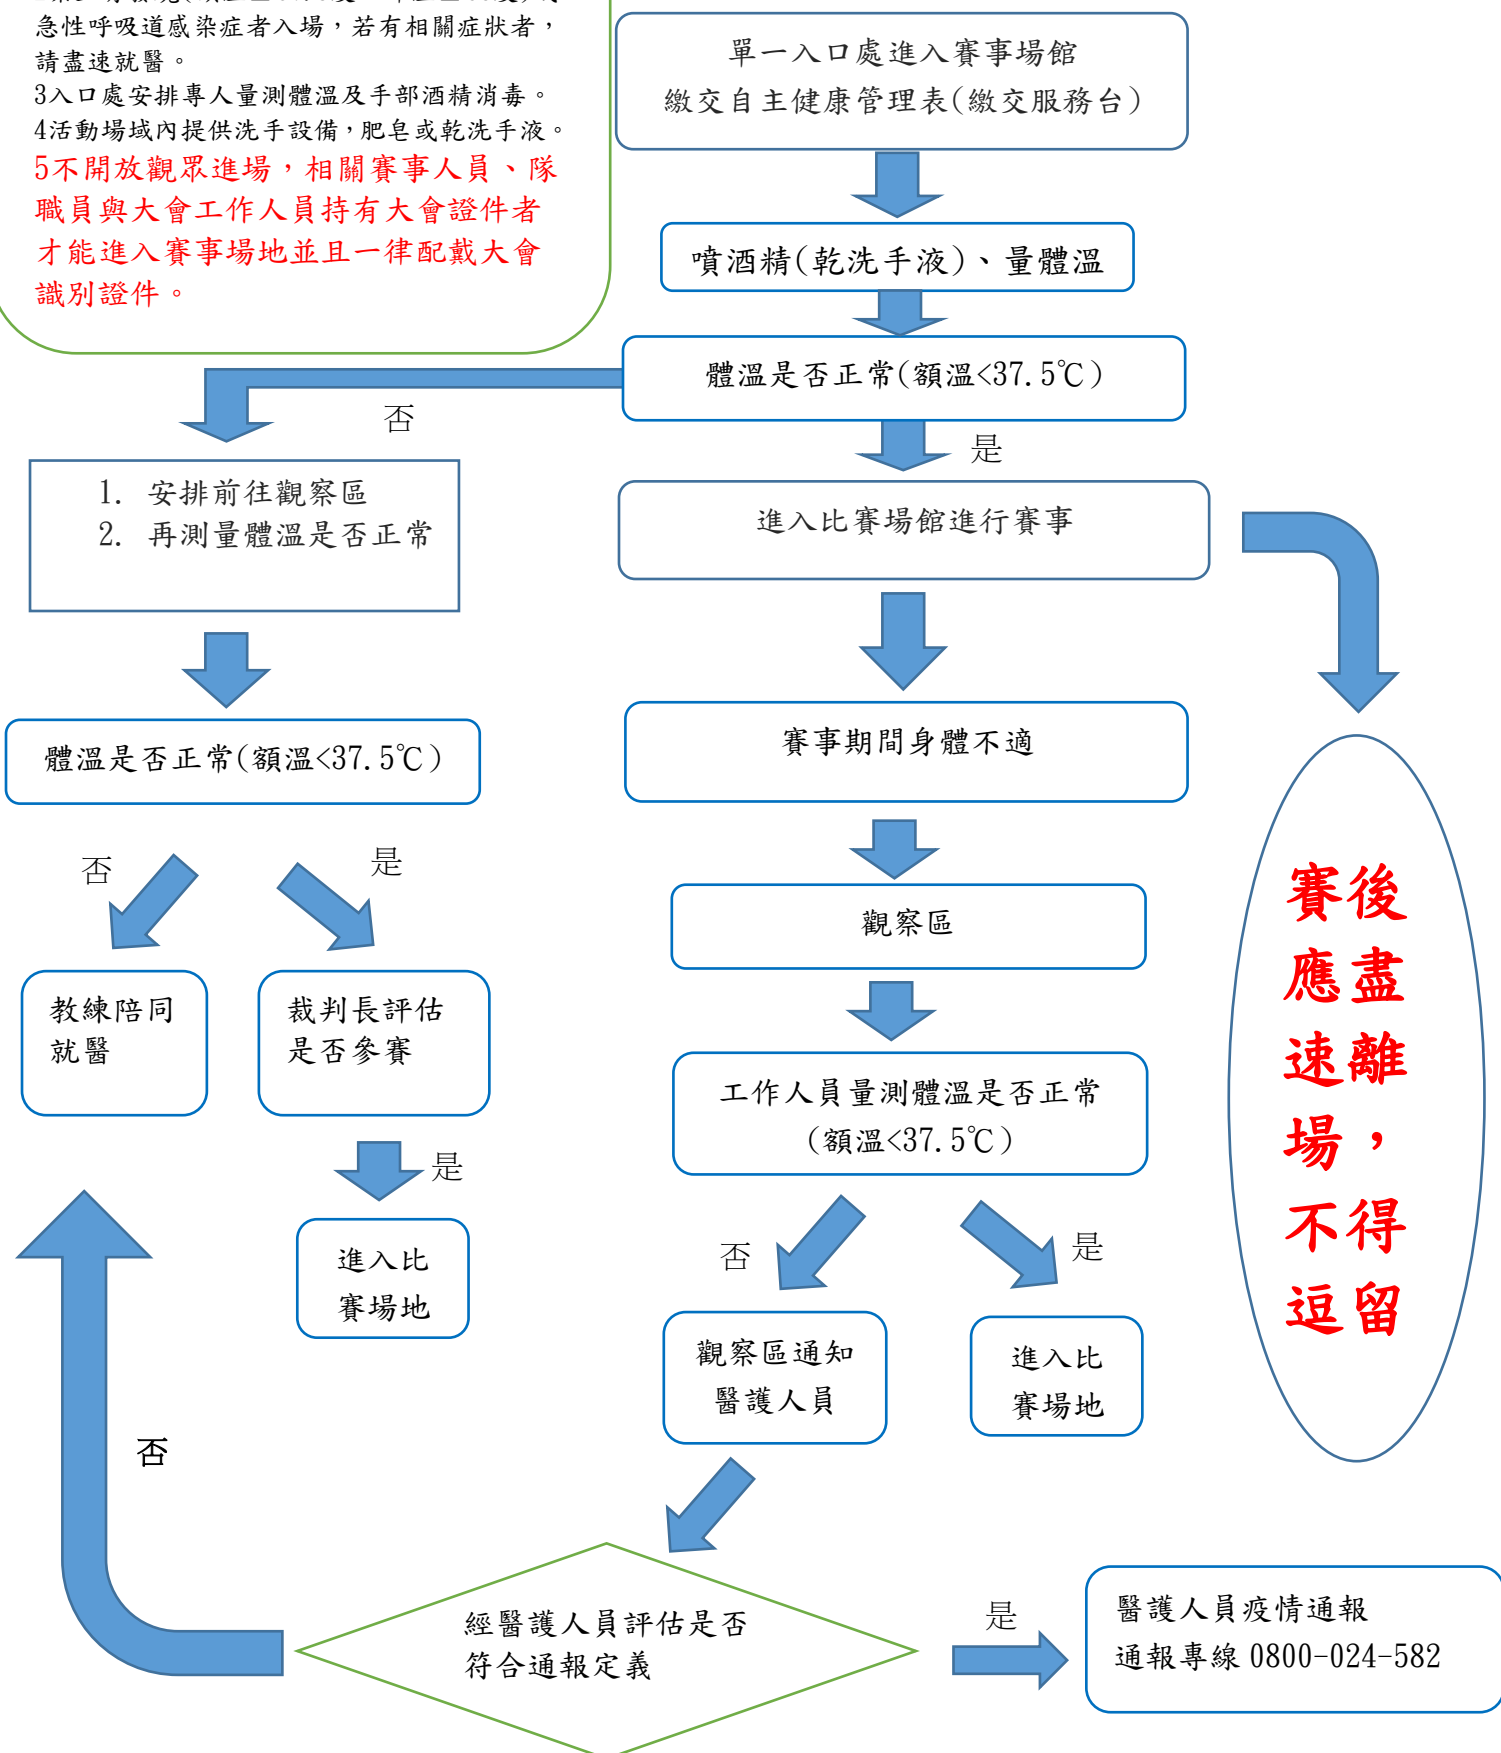 急性呼吸道感染症者入場，若有相關症狀者，
請盡速就醫。
3入口處安排專人量測體溫及手部酒精消毒。
4活動場域內提供洗手設備，肥皂或乾洗手液。
5不開放觀眾進場，相關賽事人員、隊
職員與大會工作人員持有大會證件者
才能進入賽事場地並且一律配戴大會
識別證件。
單一入口處進入賽事場館
繳交自主健康管理表(繳交服務台)
噴酒精(乾洗手液)、量體溫
體溫是否正常(額溫<37.5℃)
否
是
1. 安排前往觀察區
2. 再測量體溫是否正常
進入比賽場館進行賽事
體溫是否正常(額溫<37.5℃)
賽事期間身體不適
否
是
觀察區
教練陪同
就醫
裁判長評估
是否參賽
工作人員量測體溫是否正常
(額溫<37.5℃)
是
進入比
賽場地
否
是
觀察區通知
醫護人員
進入比
賽場地
賽後
應盡
速離
場，
不得
逗留
否
經醫護人員評估是否
符合通報定義
是
醫護人員疫情通報
通報專線 0800-024-582